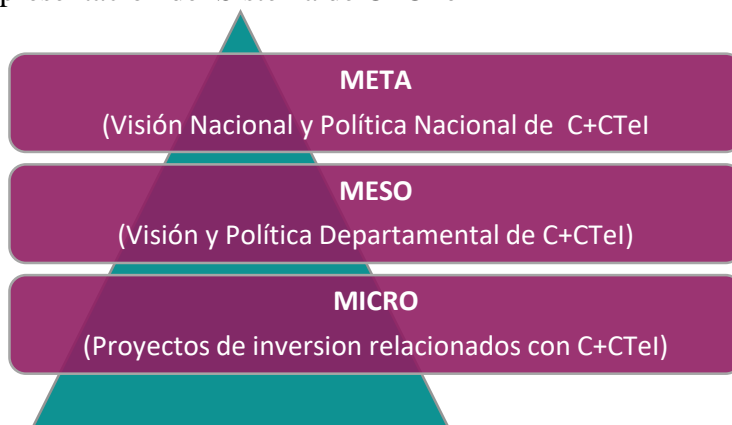 META
(Visión Nacional y Política Nacional de C+CTeI
MESO
(Visión y Política Departamental de C+CTeI)
MICRO
(Proyectos de inversion relacionados con C+CTeI)